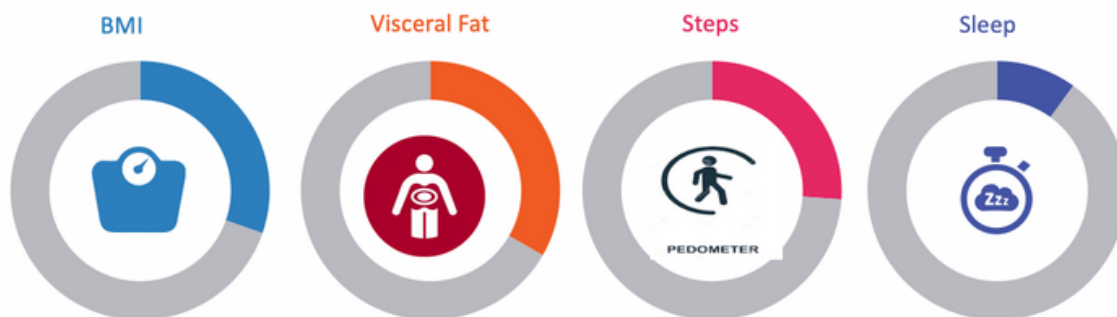 BMI
Visceral Fat
Steps
Sleep
PEDOMETER
Zzz